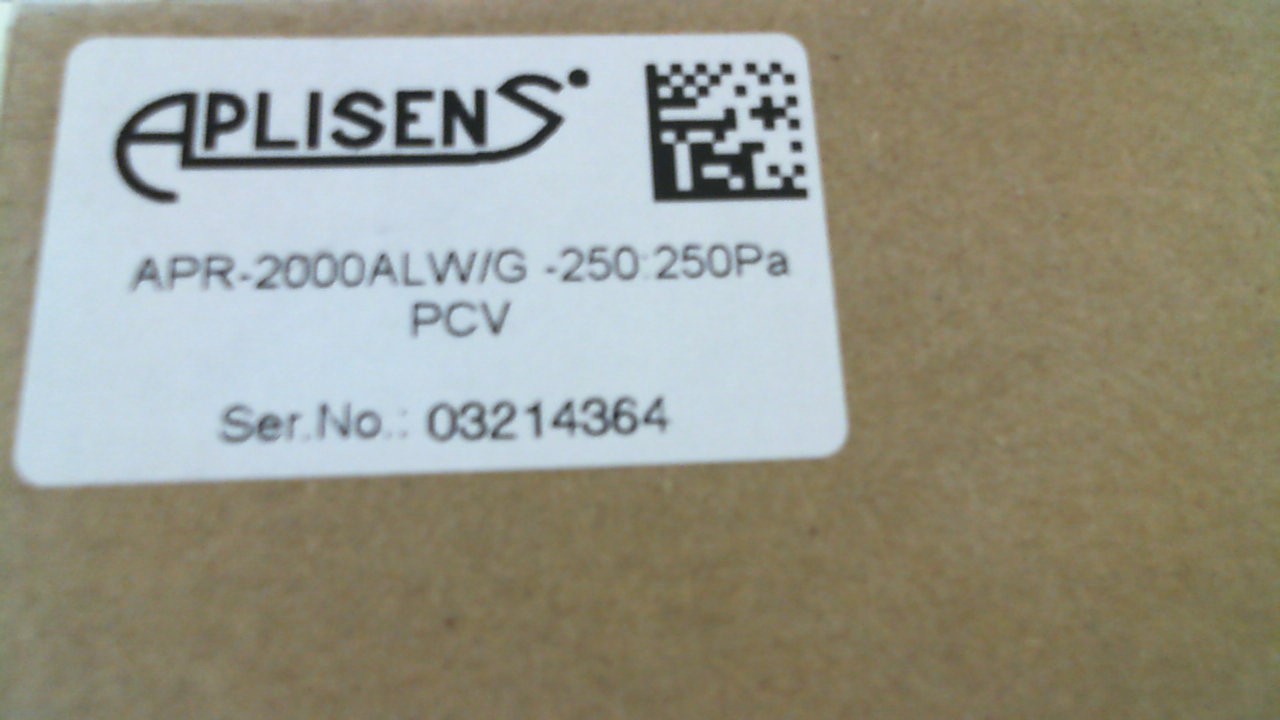 APLISENS
APR-2000ALW/G -250:250Pa
PCV
Ser.No.: 03214364